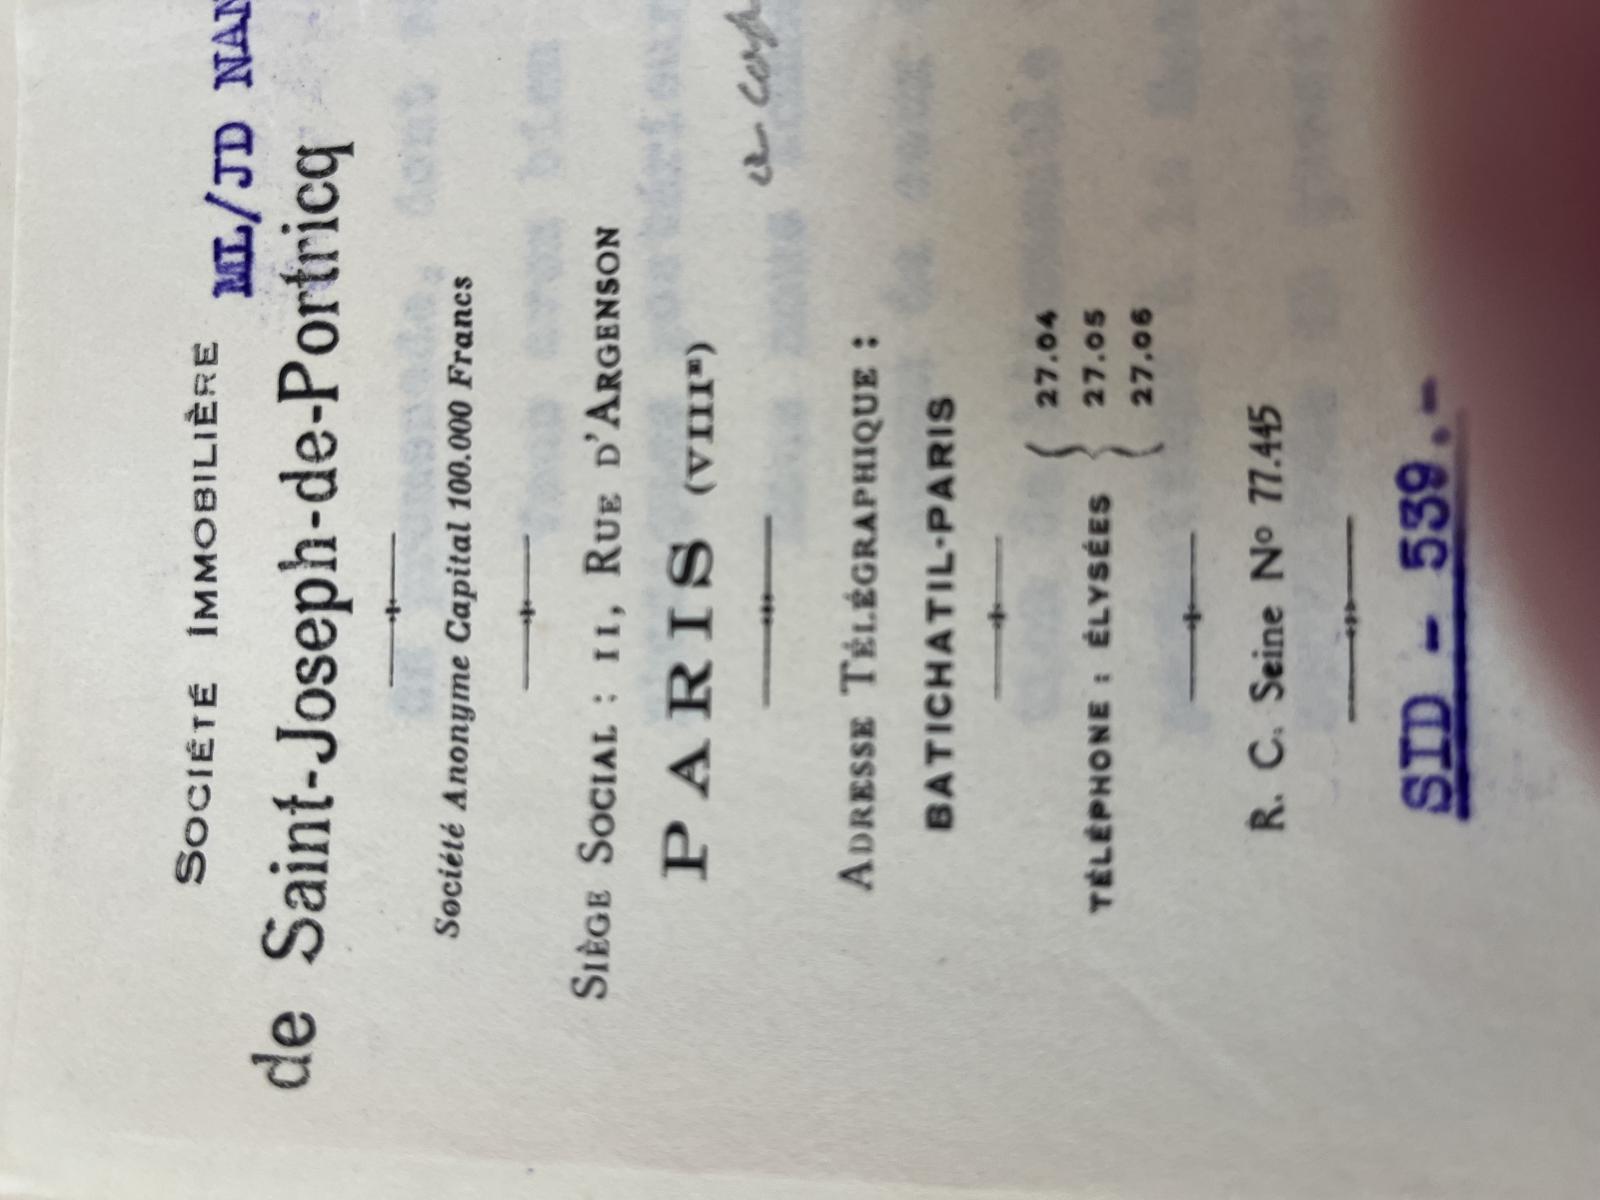 SOCIÉTÉ IMMOBILIÈRE
ML/JD NAN
de Saint-Joseph-de-Portricq
Société Anonyme Capital 100.000 Francs
SIÈGE SOCIAL : 11, RUE D'ARGENSON
PARIS (VIIIᵉ)
ADRESSE TÉLÉGRAPHIQUE :
BATICHATIL-PARIS
TÉLÉPHONE : ÉLYSÉES { 27.04
27.05
27.06
R. C. Seine Nº 77.445
SID - 539.-